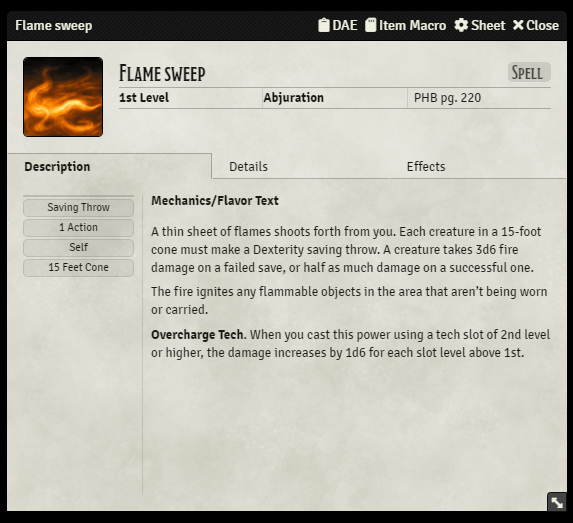 Flame sweep DAE Item Macro Sheet Close
Flame sweep Spell
1st Level Abjuration PHB pg. 220
Description Details Effects
Saving Throw
1 Action
Self
15 Feet Cone
Mechanics/Flavor Text
A thin sheet of flames shoots forth from you. Each creature in a 15-foot
cone must make a Dexterity saving throw. A creature takes 3d6 fire
damage on a failed save, or half as much damage on a successful one.
The fire ignites any flammable objects in the area that aren't being worn
or carried.
Overcharge Tech. When you cast this power using a tech slot of 2nd level
or higher, the damage increases by 1d6 for each slot level above 1st.